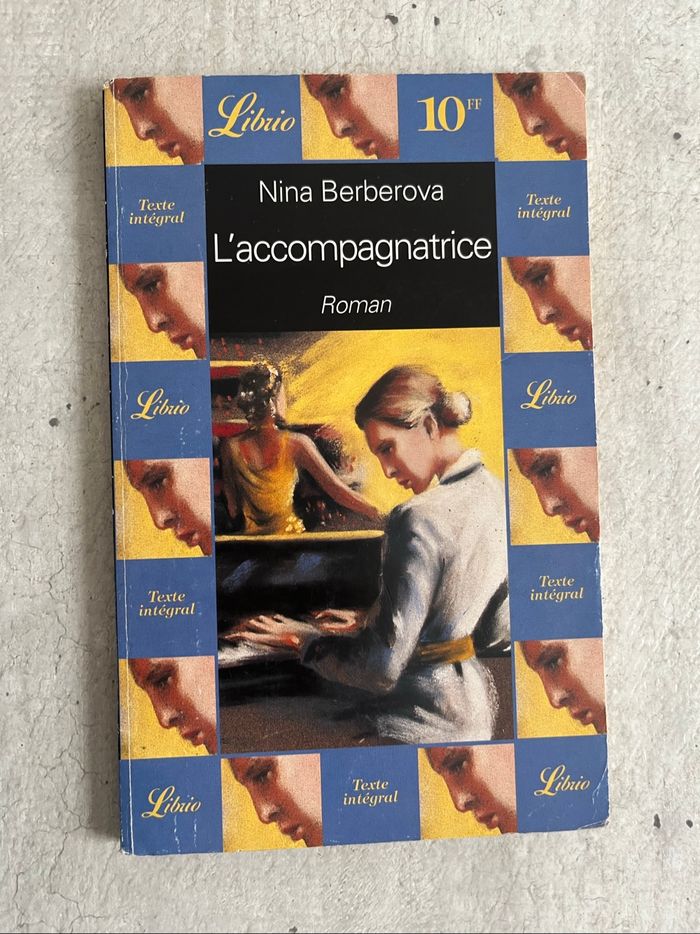 Librio
10FF
Texte
intégral
Nina Berberova
Texte
intégral
L'accompagnatrice
Roman
Librio
Librio
Texte
intégral
Texte
intégral
Librio
Texte
intégral
Librio